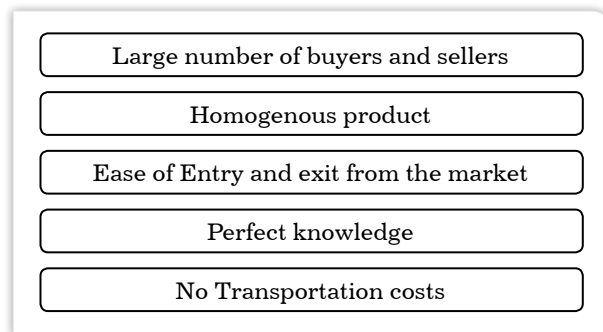 Large number of buyers and sellers
Homogenous product
Ease of Entry and exit from the market
Perfect knowledge
No Transportation costs